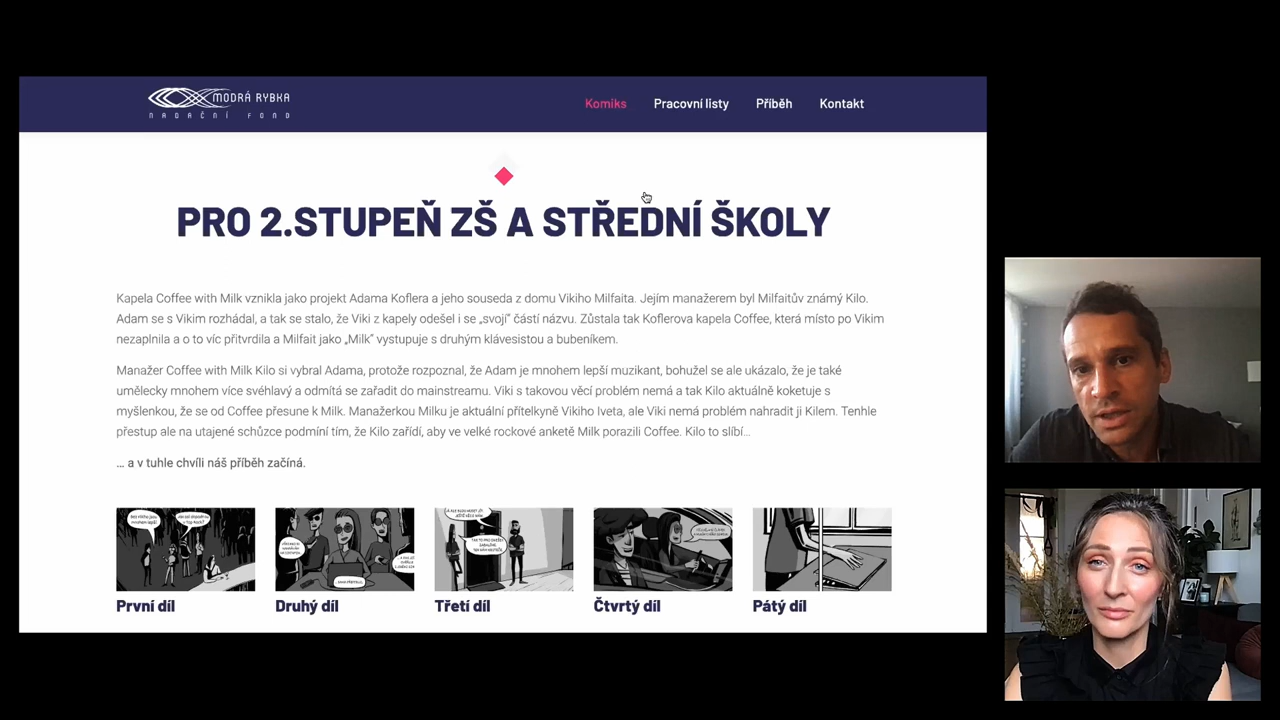 MODRÁ RYBKA
NADAČNÍ FOND
Komiks
Pracovní listy
Příběh
Kontakt
PRO 2.STUPEŇ ZŠ A STŘEDNÍ ŠKOLY
Kapela Coffee with Milk vznikla jako projekt Adama Koflera a jeho souseda z domu Vikiho Milfaita. Jejím manažerem byl Milfaitův známý Kilo.
Adam se s Vikim rozhádal, a tak se stalo, že Viki z kapely odešel i se „svojí“ částí názvu. Zůstala tak Koflerova kapela Coffee, která místo po Vikim
nezaplnila a o to víc přitvrdila a Milfait jako „Milk“ vystupuje s druhým klávesistou a bubeníkem.
Manažer Coffee with Milk Kilo si vybral Adama, protože rozpoznal, že Adam je mnohem lepší muzikant, bohužel se ale ukázalo, že je také
umělecky mnohem více svéhlavý a odmítá se zařadit do mainstreamu. Viki s takovou věcí problém nemá a tak Kilo aktuálně koketuje s
myšlenkou, že se od Coffee přesune k Milk. Manažerkou Milku je aktuální přítelkyně Vikiho Iveta, ale Viki nemá problém nahradit ji Kilem. Tenhle
přestup ale na utajené schůzce podmíní tím, že Kilo zařídí, aby ve velké rockové anketě Milk porazili Coffee. Kilo to slíbí...
... a v tuhle chvíli náš příběh začíná.
První díl
Druhý díl
Třetí díl
Čtvrtý díl
Pátý díl